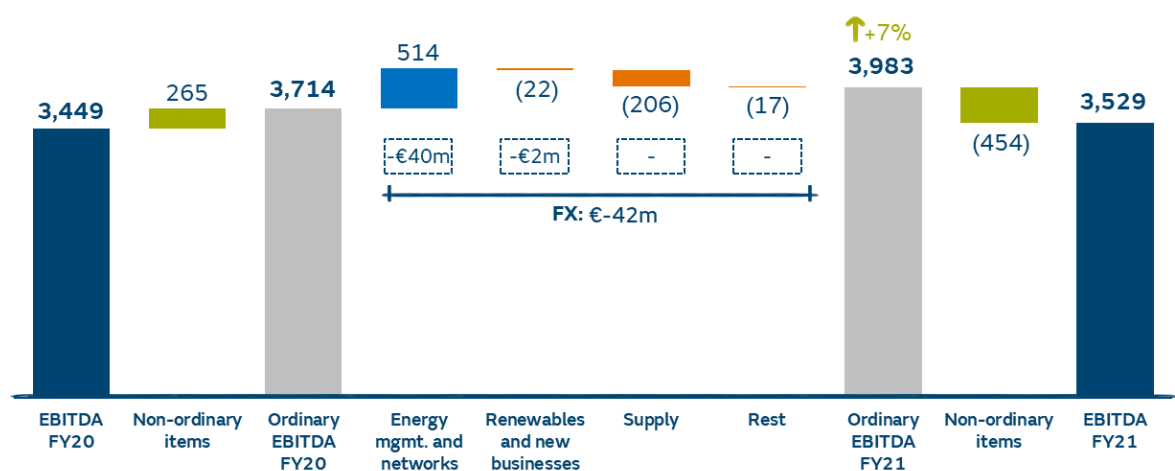 +7%
514
3,983
265
3,714
(22)
(206)
(17)
3,449
(454)
3,529
-€40m
-€2m
-
-
FX: €-42m
EBITDA
FY20
Non-ordinary
items
Ordinary
EBITDA
FY20
Energy
mgmt. and
networks
Renewables
and new
businesses
Supply
Rest
Ordinary
EBITDA
FY21
Non-ordinary
items
EBITDA
FY21